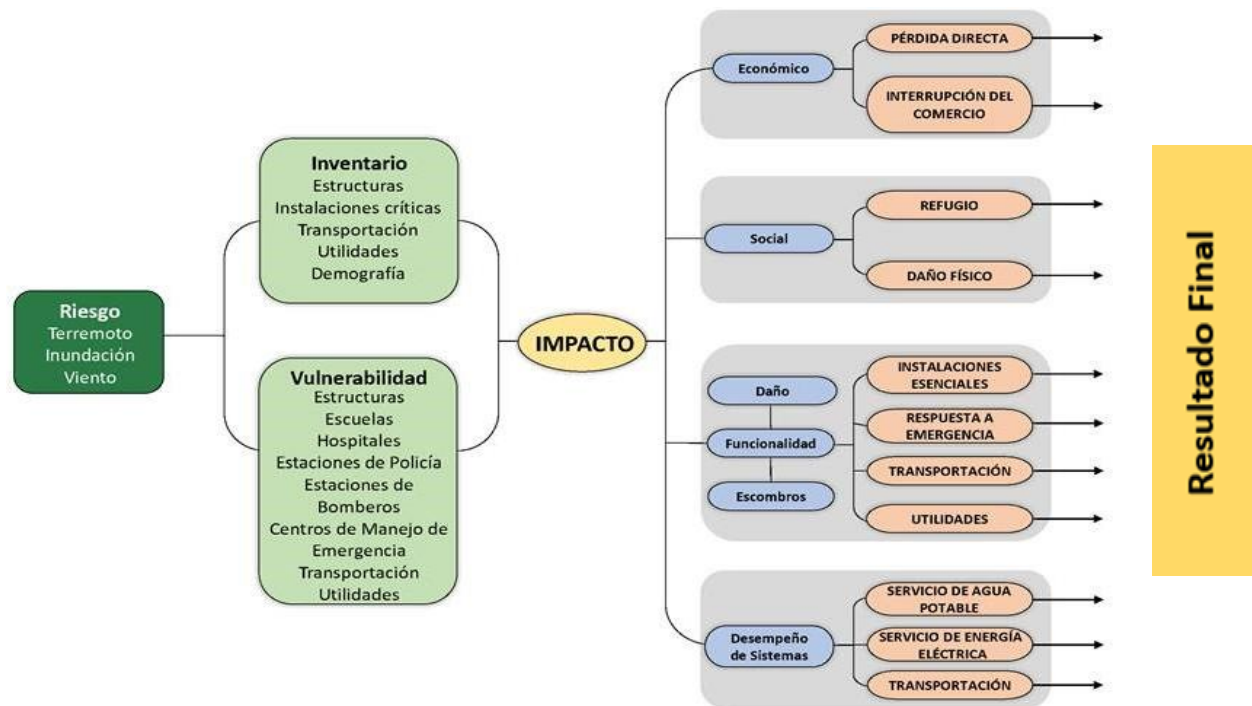 Riesgo
Terremoto
Inundación
Viento
Inventario
Estructuras
Instalaciones críticas
Transportación
Utilidades
Demografía
Vulnerabilidad
Estructuras
Escuelas
Hospitales
Estaciones de Policía
Estaciones de
Bomberos
Centros de Manejo de
Emergencia
Transportación
Utilidades
IMPACTO
Económico
PÉRDIDA DIRECTA
INTERRUPCIÓN DEL
COMERCIO
Social
REFUGIO
DAÑO FÍSICO
Daño
Funcionalidad
Escombros
INSTALACIONES
ESENCIALES
RESPUESTA A
EMERGENCIA
TRANSPORTACIÓN
UTILIDADES
Desempeño
de Sistemas
SERVICIO DE AGUA
POTABLE
SERVICIO DE ENERGÍA
ELÉCTRICA
TRANSPORTACIÓN
Resultado Final